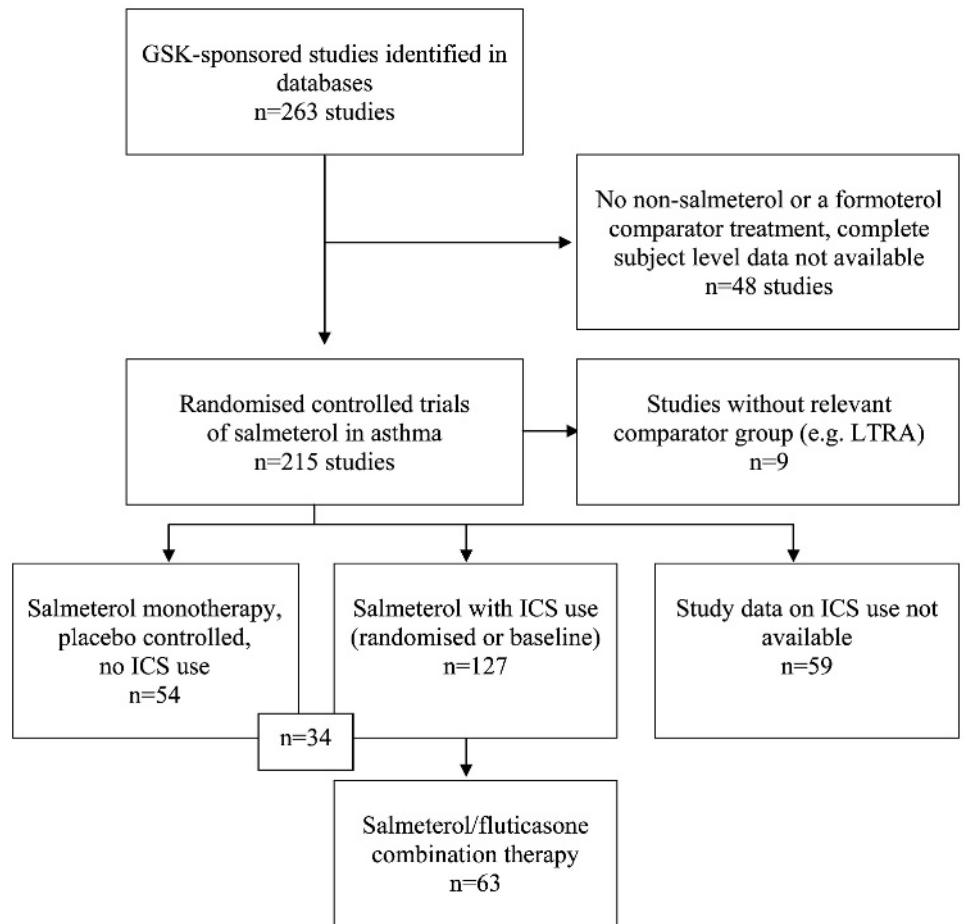 GSK-sponsored studies identified in
databases
n=263 studies
No non-salmeterol or a formoterol
comparator treatment, complete
subject level data not available
n=48 studies
Randomised controlled trials
of salmeterol in asthma
n=215 studies
Studies without relevant
comparator group (e.g. LTRA)
n=9
Salmeterol monotherapy,
placebo controlled,
no ICS use
n=54
Salmeterol with ICS use
(randomised or baseline)
n=127
Study data on ICS use not
available
n=59
n=34
Salmeterol/fluticasone
combination therapy
n=63